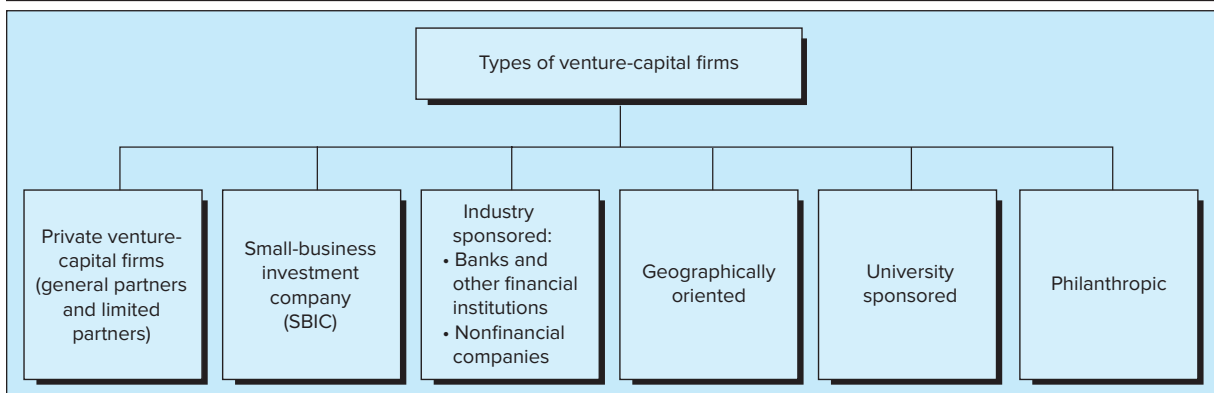 Types of venture-capital firms
Private venture-
capital firms
(general partners
and limited
partners)
Small-business
investment
company
(SBIC)
Industry
sponsored:
• Banks and
other financial
institutions
• Nonfinancial
companies
Geographically
oriented
University
sponsored
Philanthropic